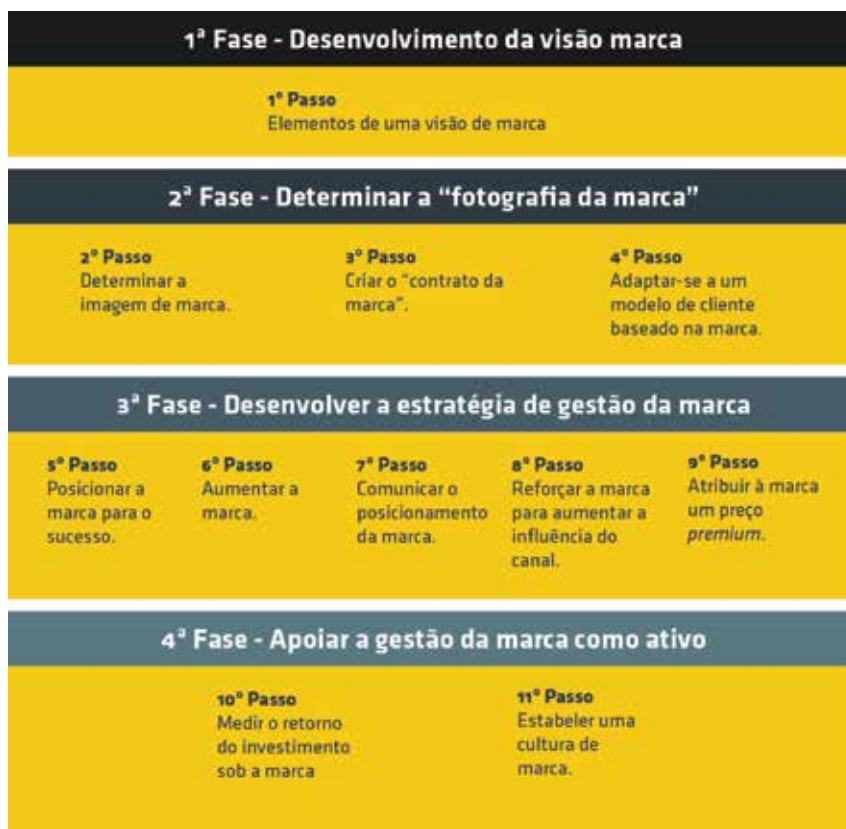 1ª Fase - Desenvolvimento da visão marca
1º Passo
Elementos de uma visão de marca
2ª Fase - Determinar a “fotografia da marca”
2º Passo
Determinar a
imagem de marca.
3º Passo
Criar o “contrato da
marca”.
4º Passo
Adaptar-se a um
modelo de cliente
baseado na marca.
3ª Fase - Desenvolver a estratégia de gestão da marca
5º Passo
Posicionar a
marca para o
sucesso.
6º Passo
Aumentar a
marca.
7º Passo
Comunicar o
posicionamento
da marca.
8º Passo
Reforçar a marca
para aumentar a
influência do
canal.
9º Passo
Atribuir à marca
um preço
premium.
4ª Fase - Apoiar a gestão da marca como ativo
10º Passo
Medir o retorno
do investimento
sob a marca
11º Passo
Estabeler uma
cultura de
marca.